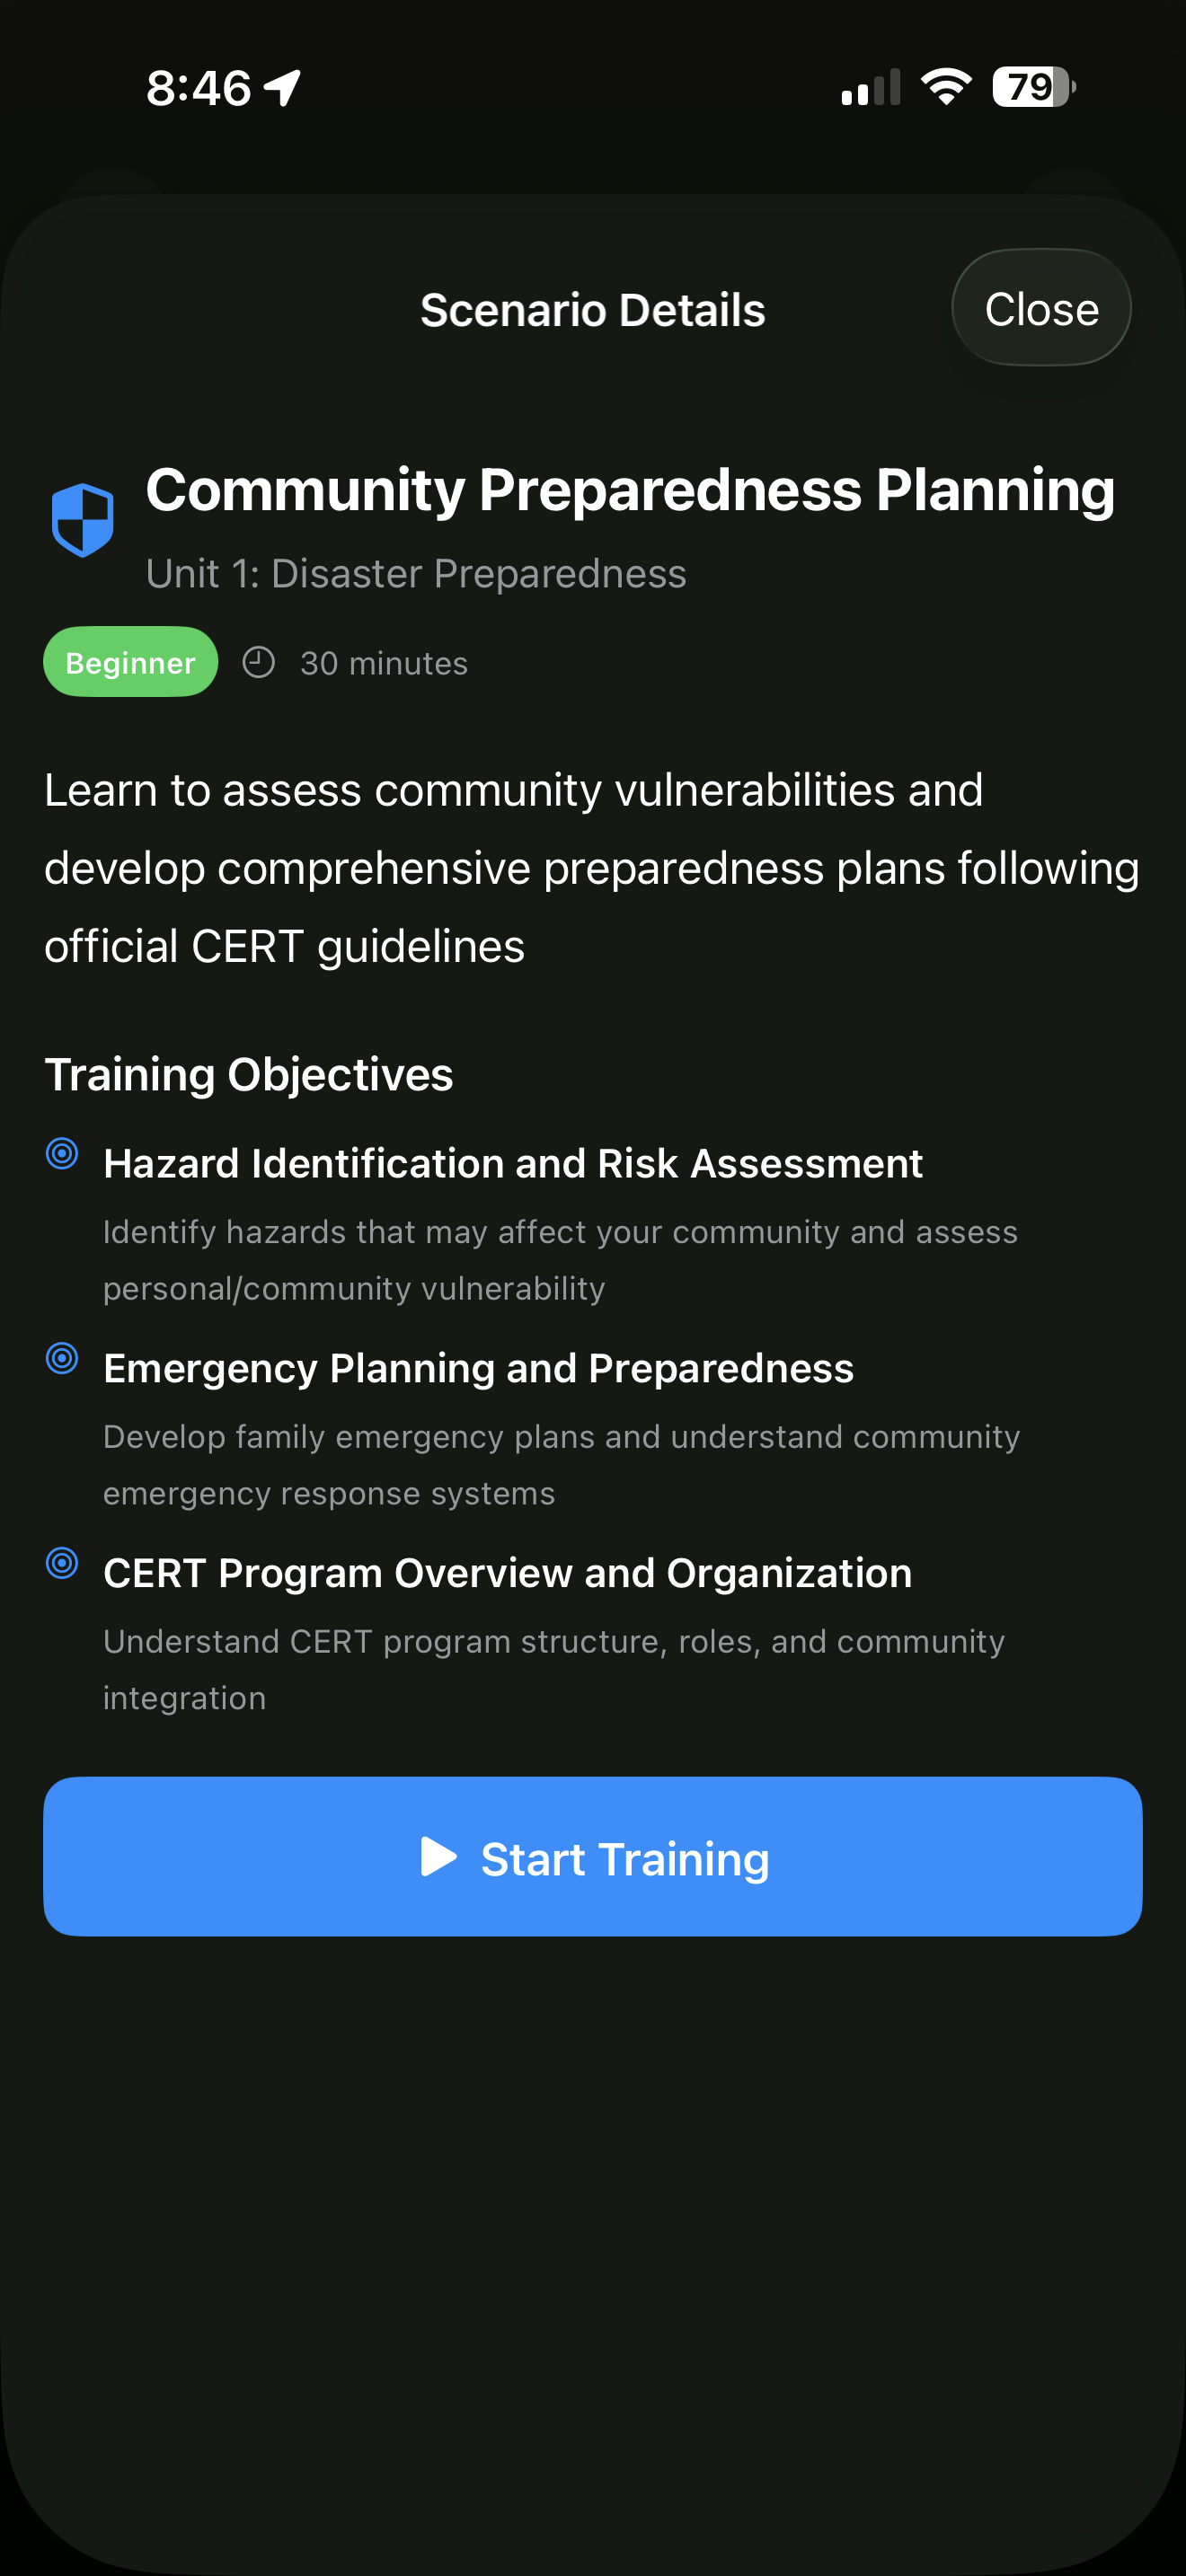 8:46
79
Scenario Details
Close
Community Preparedness Planning
Unit 1: Disaster Preparedness
Beginner
30 minutes
Learn to assess community vulnerabilities and
develop comprehensive preparedness plans following
official CERT guidelines
Training Objectives
Hazard Identification and Risk Assessment
Identify hazards that may affect your community and assess
personal/community vulnerability
Emergency Planning and Preparedness
Develop family emergency plans and understand community
emergency response systems
CERT Program Overview and Organization
Understand CERT program structure, roles, and community
integration
Start Training